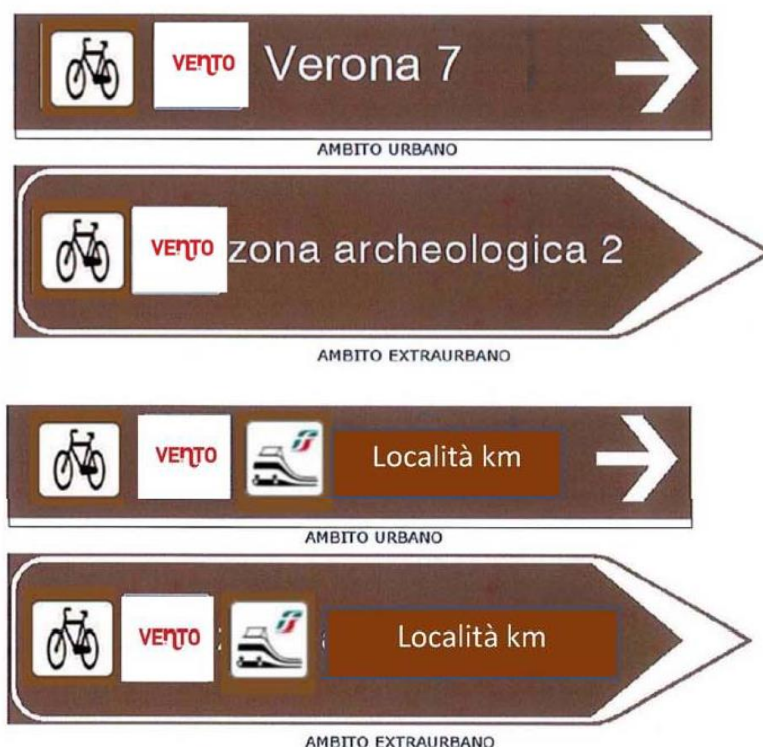 VENTO Verona 7
AMBITO URBANO
VENTO zona archeologica 2
AMBITO EXTRAURBANO
VENTO Località km
AMBITO URBANO
VENTO Località km
AMBITO EXTRAURBANO